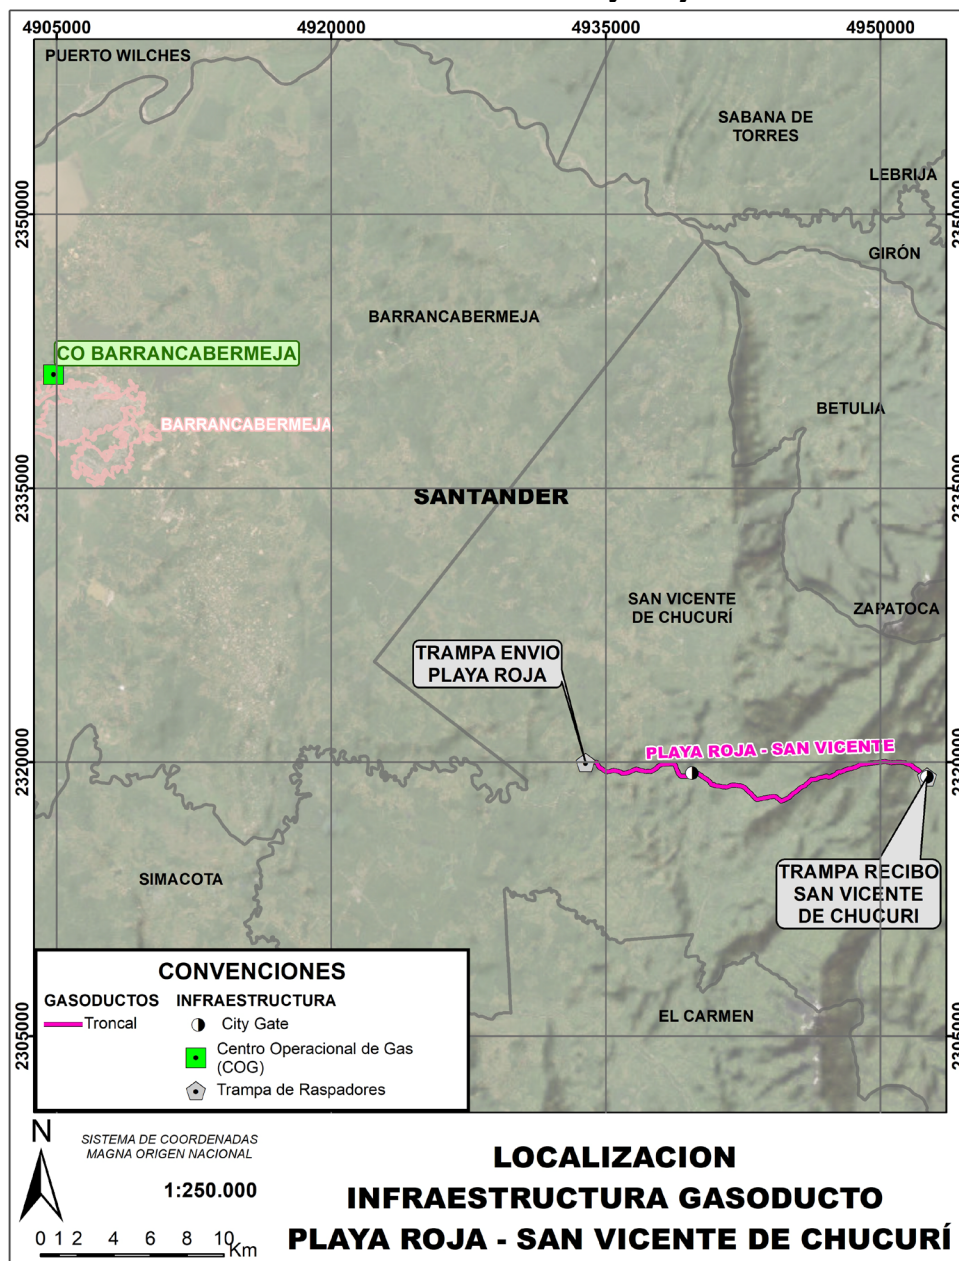 4905000
4920000
4935000
4950000
PUERTO WILCHES
SABANA DE
TORRES
LEBRIJA
2350000
2350000
GIRÓN
BARRANCABERMEJA
CO BARRANCABERMEJA
BETULIA
BARRANCABERMEJA
2335000
2335000
SANTANDER
SAN VICENTE
DE CHUCURÍ
ZAPATOCA
TRAMPA ENVIO
PLAYA ROJA
PLAYA ROJA - SAN VICENTE
2320000
2320000
TRAMPA RECIBO
SAN VICENTE
DE CHUCURI
SIMACOTA
EL CARMEN
2305000
2305000
CONVENCIONES
GASODUCTOS
Troncal
INFRAESTRUCTURA
City Gate
Centro Operacional de Gas
(COG)
Trampa de Raspadores
N
SISTEMA DE COORDENADAS
MAGNA ORIGEN NACIONAL
1:250.000
0 1 2 4 6 8 10
Km
LOCALIZACION
INFRAESTRUCTURA GASODUCTO
PLAYA ROJA - SAN VICENTE DE CHUCURÍ